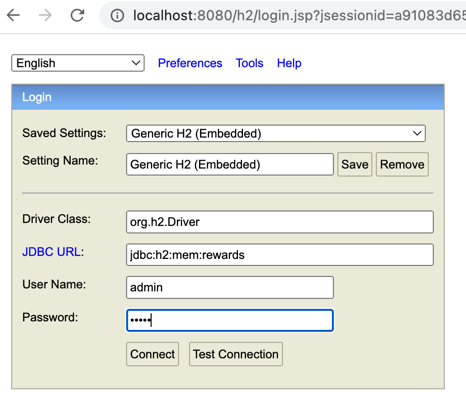 localhost:8080/h2/login.jsp?jsessionid=a91083d65
English Preferences Tools Help
Login
Saved Settings: Generic H2 (Embedded)
Setting Name: Generic H2 (Embedded) Save Remove
Driver Class: org.h2.Driver
JDBC URL: jdbc:h2:mem:rewards
User Name: admin
Password: •••••
Connect Test Connection